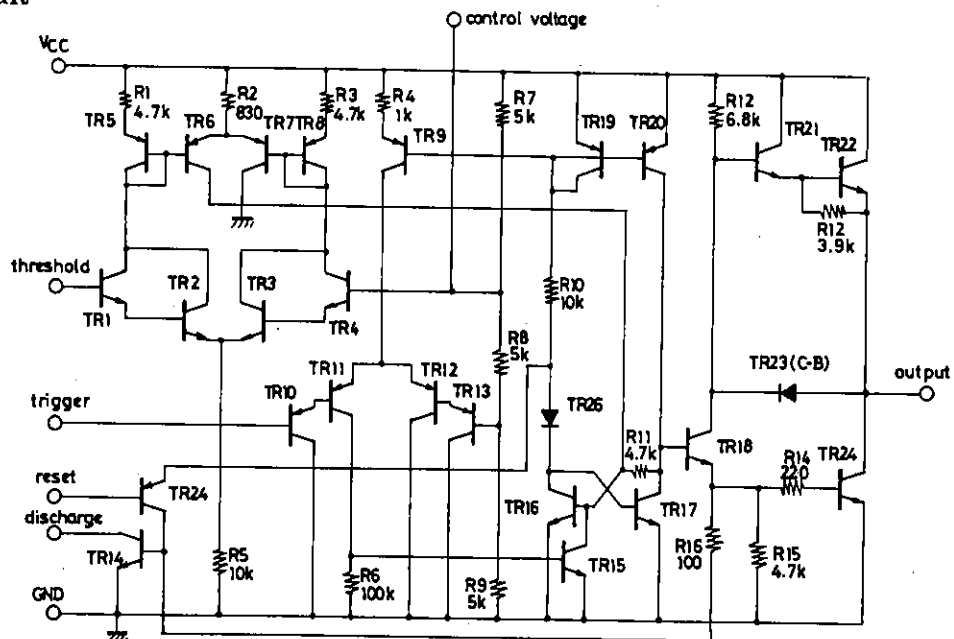 control voltage
VCC
R1
4.7k
R2
830
R3
4.7k
R4
1k
R7
5k
R12
6.8k
TR5
TR6
TR7
TR8
TR9
TR19
TR20
TR21
TR22
R12
3.9k
threshold
TR1
TR2
TR3
TR4
R10
10k
R8
5k
TR23(C-B)
output
TR10
TR11
TR12
TR13
trigger
TR26
R11
4.7k
TR18
R14
220
TR24
reset
TR24
discharge
TR14
TR16
TR17
R16
100
R15
4.7k
R5
10k
R6
100k
R9
5k
TR15
GND